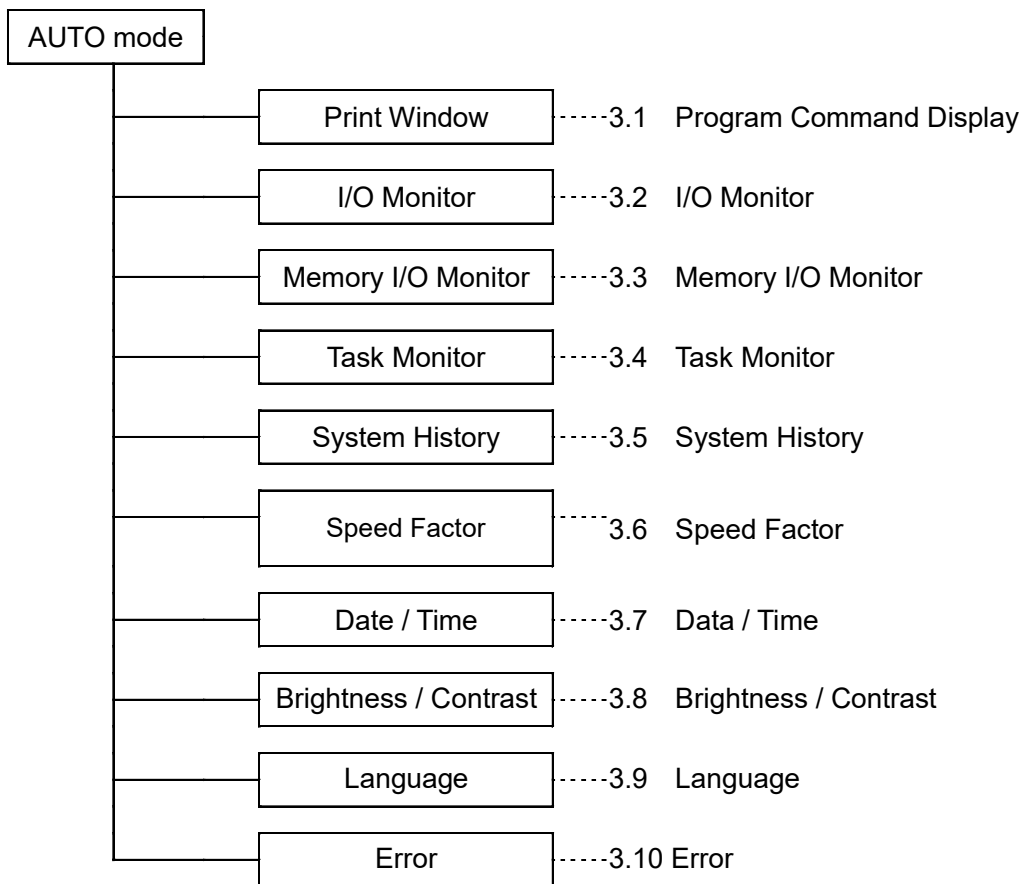 AUTO mode
Print Window 3.1 Program Command Display
I/O Monitor 3.2 I/O Monitor
Memory I/O Monitor 3.3 Memory I/O Monitor
Task Monitor 3.4 Task Monitor
System History 3.5 System History
Speed Factor 3.6 Speed Factor
Date / Time 3.7 Data / Time
Brightness / Contrast 3.8 Brightness / Contrast
Language 3.9 Language
Error 3.10 Error